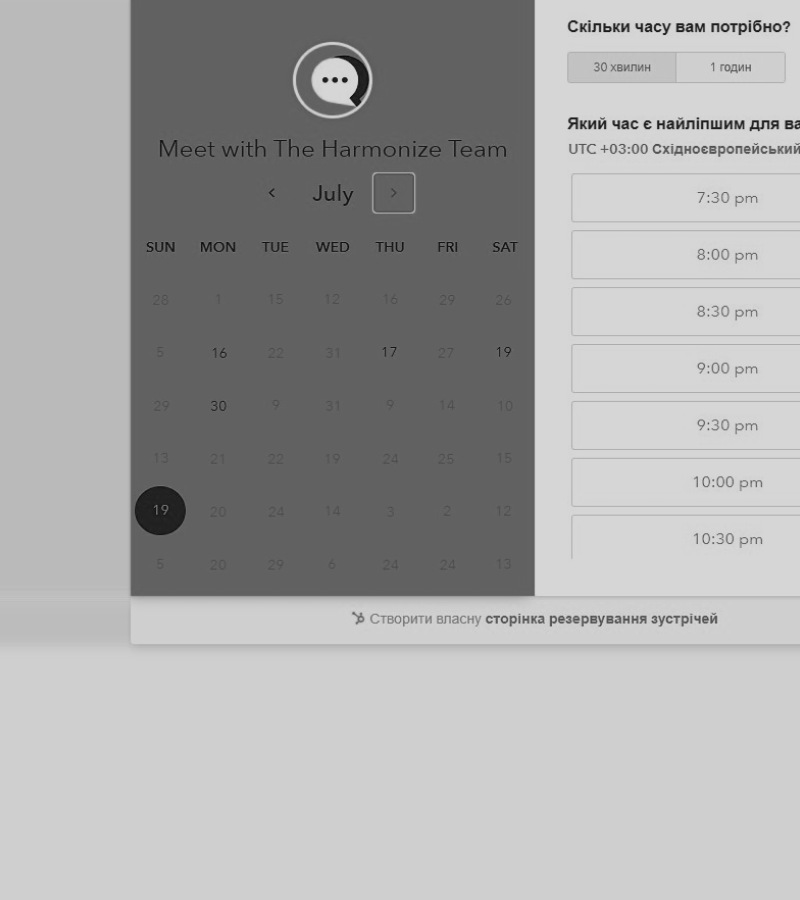 Meet with The Harmonize Team
July
SUN MON TUE WED THU FRI SAT
28 1 15 12 16 29 26
5 16 22 31 17 27 19
29 30 9 31 9 14 10
13 21 22 19 24 25 15
19 20 24 14 3 2 12
5 20 29 6 24 24 13
Скільки часу вам потрібно?
30 хвилин 1 годин
Який час є найліпшим для ва
UTC +03:00 Східноєвропейський
7:30 pm
8:00 pm
8:30 pm
9:00 pm
9:30 pm
10:00 pm
10:30 pm
Створити власну сторінка резервування зустрічей